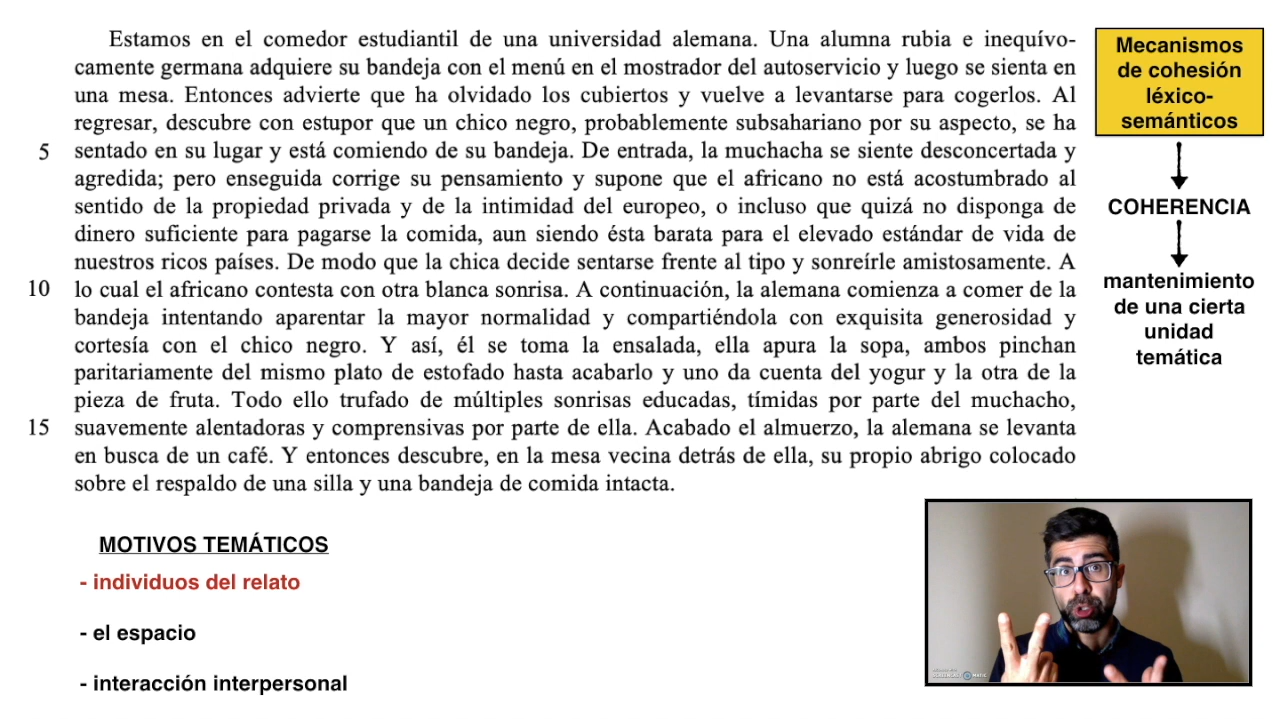 Estamos en el comedor estudiantil de una universidad alemana. Una alumna rubia e inequívo-
camente germana adquiere su bandeja con el menú en el mostrador del autoservicio y luego se sienta en
una mesa. Entonces advierte que ha olvidado los cubiertos y vuelve a levantarse para cogerlos. Al
regresar, descubre con estupor que un chico negro, probablemente subsahariano por su aspecto, se ha
5 sentado en su lugar y está comiendo de su bandeja. De entrada, la muchacha se siente desconcertada y
agredida; pero enseguida corrige su pensamiento y supone que el africano no está acostumbrado al
sentido de la propiedad privada y de la intimidad del europeo, o incluso que quizá no disponga de
dinero suficiente para pagarse la comida, aun siendo ésta barata para el elevado estándar de vida de
nuestros ricos países. De modo que la chica decide sentarse frente al tipo y sonreírle amistosamente. A
10 lo cual el africano contesta con otra blanca sonrisa. A continuación, la alemana comienza a comer de la
bandeja intentando aparentar la mayor normalidad y compartiéndola con exquisita generosidad y
cortesía con el chico negro. Y así, él se toma la ensalada, ella apura la sopa, ambos pinchan
paritariamente del mismo plato de estofado hasta acabarlo y uno da cuenta del yogur y la otra de la
pieza de fruta. Todo ello trufado de múltiples sonrisas educadas, tímidas por parte del muchacho,
15 suavemente alentadoras y comprensivas por parte de ella. Acabado el almuerzo, la alemana se levanta
en busca de un café. Y entonces descubre, en la mesa vecina detrás de ella, su propio abrigo colocado
sobre el respaldo de una silla y una bandeja de comida intacta.
Mecanismos
de cohesión
léxico-
semánticos
COHERENCIA
mantenimiento
de una cierta
unidad
temática
MOTIVOS TEMÁTICOS
- individuos del relato
- el espacio
- interacción interpersonal